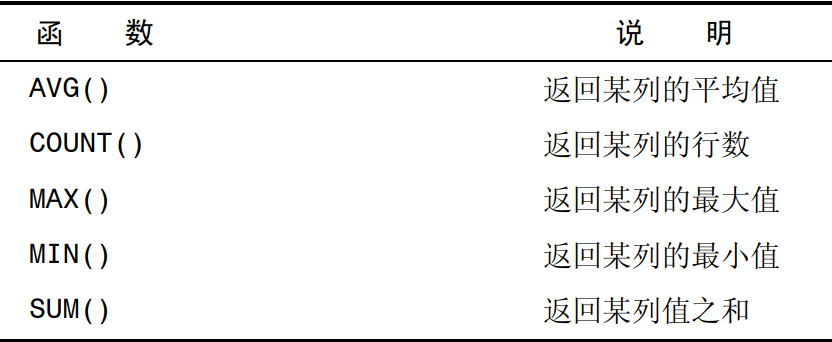 函 数 说 明
AVG() 返回某列的平均值
COUNT() 返回某列的行数
MAX() 返回某列的最大值
MIN() 返回某列的最小值
SUM() 返回某列值之和